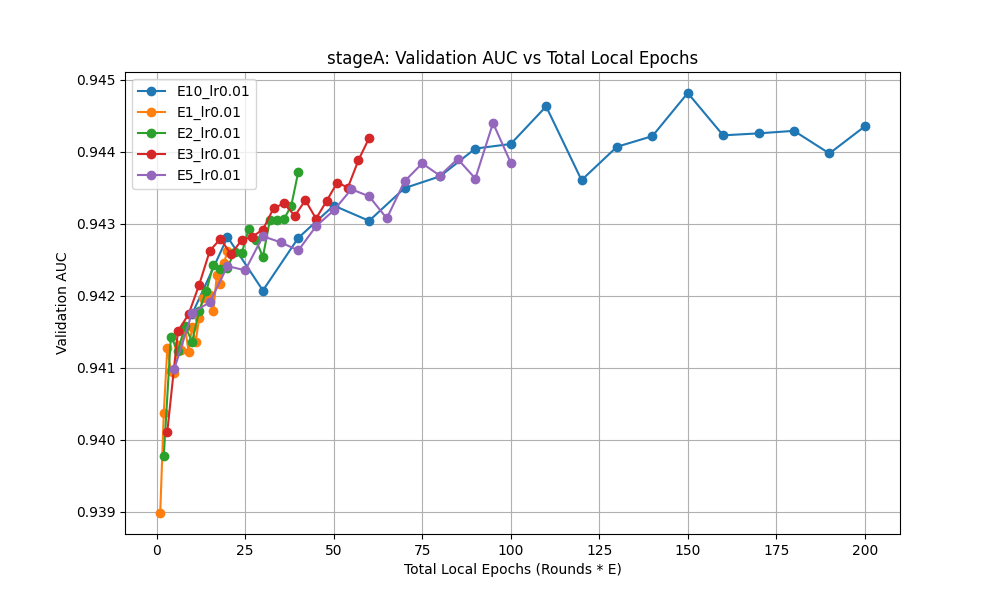 stageA: Validation AUC vs Total Local Epochs
E10_lr0.01
E1_lr0.01
E2_lr0.01
E3_lr0.01
E5_lr0.01
0.945
0.944
0.943
0.942
0.941
0.940
0.939
Validation AUC
0 25 50 75 100 125 150 175 200
Total Local Epochs (Rounds * E)